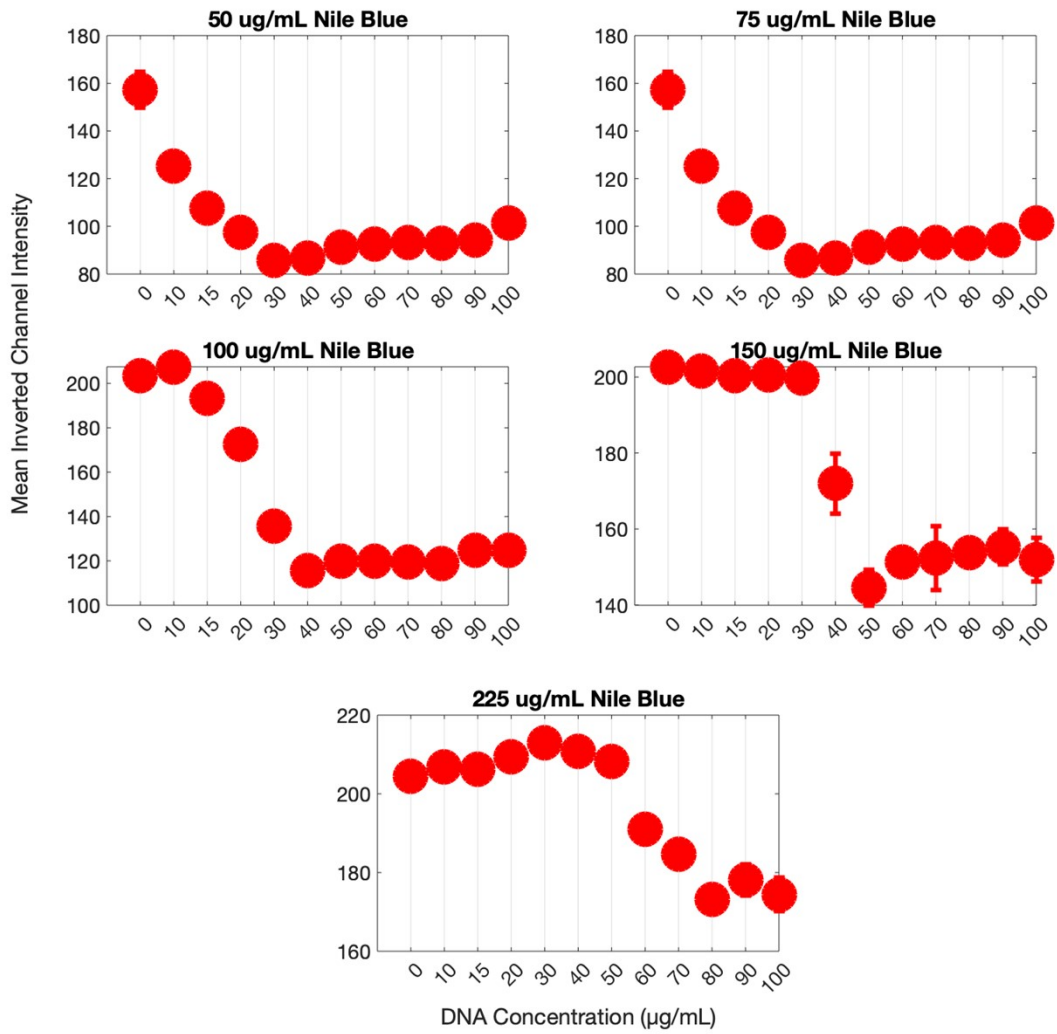 50 ug/mL Nile Blue
180
160
140
120
100
80
0 10 15 20 30 40 50 60 70 80 90 100
75 ug/mL Nile Blue
180
160
140
120
100
80
0 10 15 20 30 40 50 60 70 80 90 100
Mean Inverted Channel Intensity
100 ug/mL Nile Blue
200
180
160
140
120
100
0 10 15 20 30 40 50 60 70 80 90 100
150 ug/mL Nile Blue
200
180
160
140
0 10 15 20 30 40 50 60 70 80 90 100
225 ug/mL Nile Blue
220
200
180
160
0 10 15 20 30 40 50 60 70 80 90 100
DNA Concentration (µg/mL)